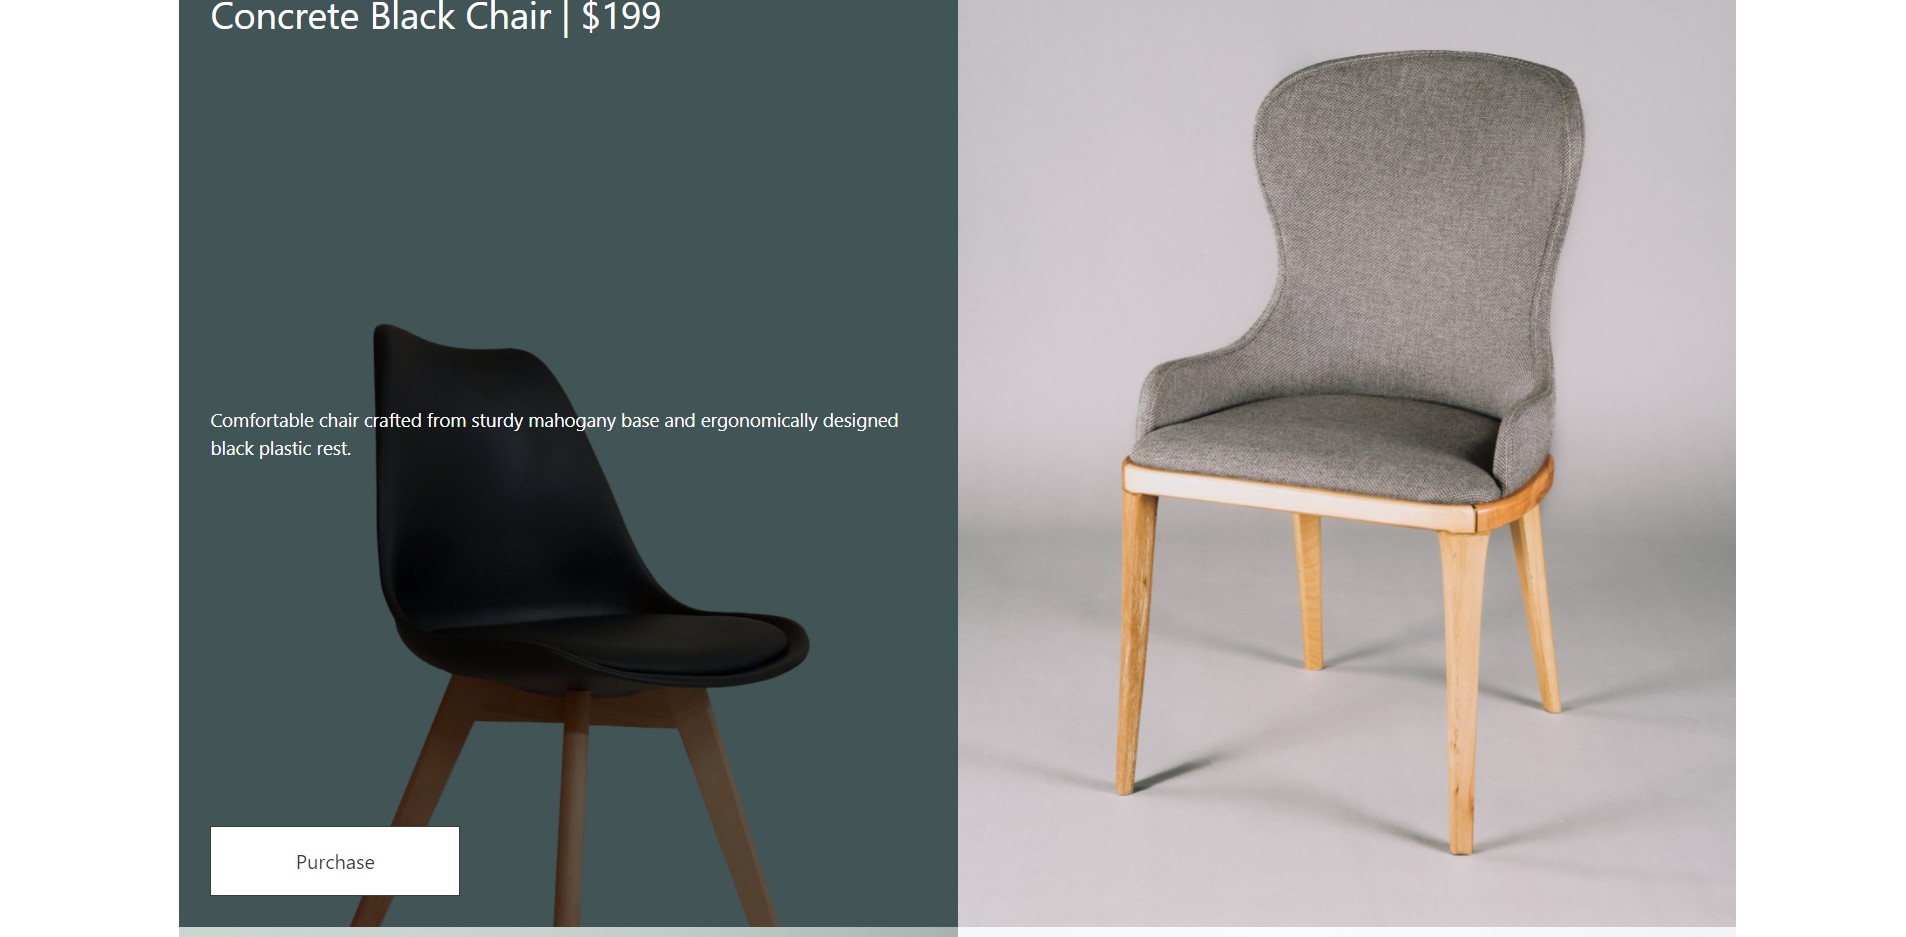 Concrete Black Chair | $199
Comfortable chair crafted from sturdy mahogany base and ergonomically designed
black plastic rest.
Purchase